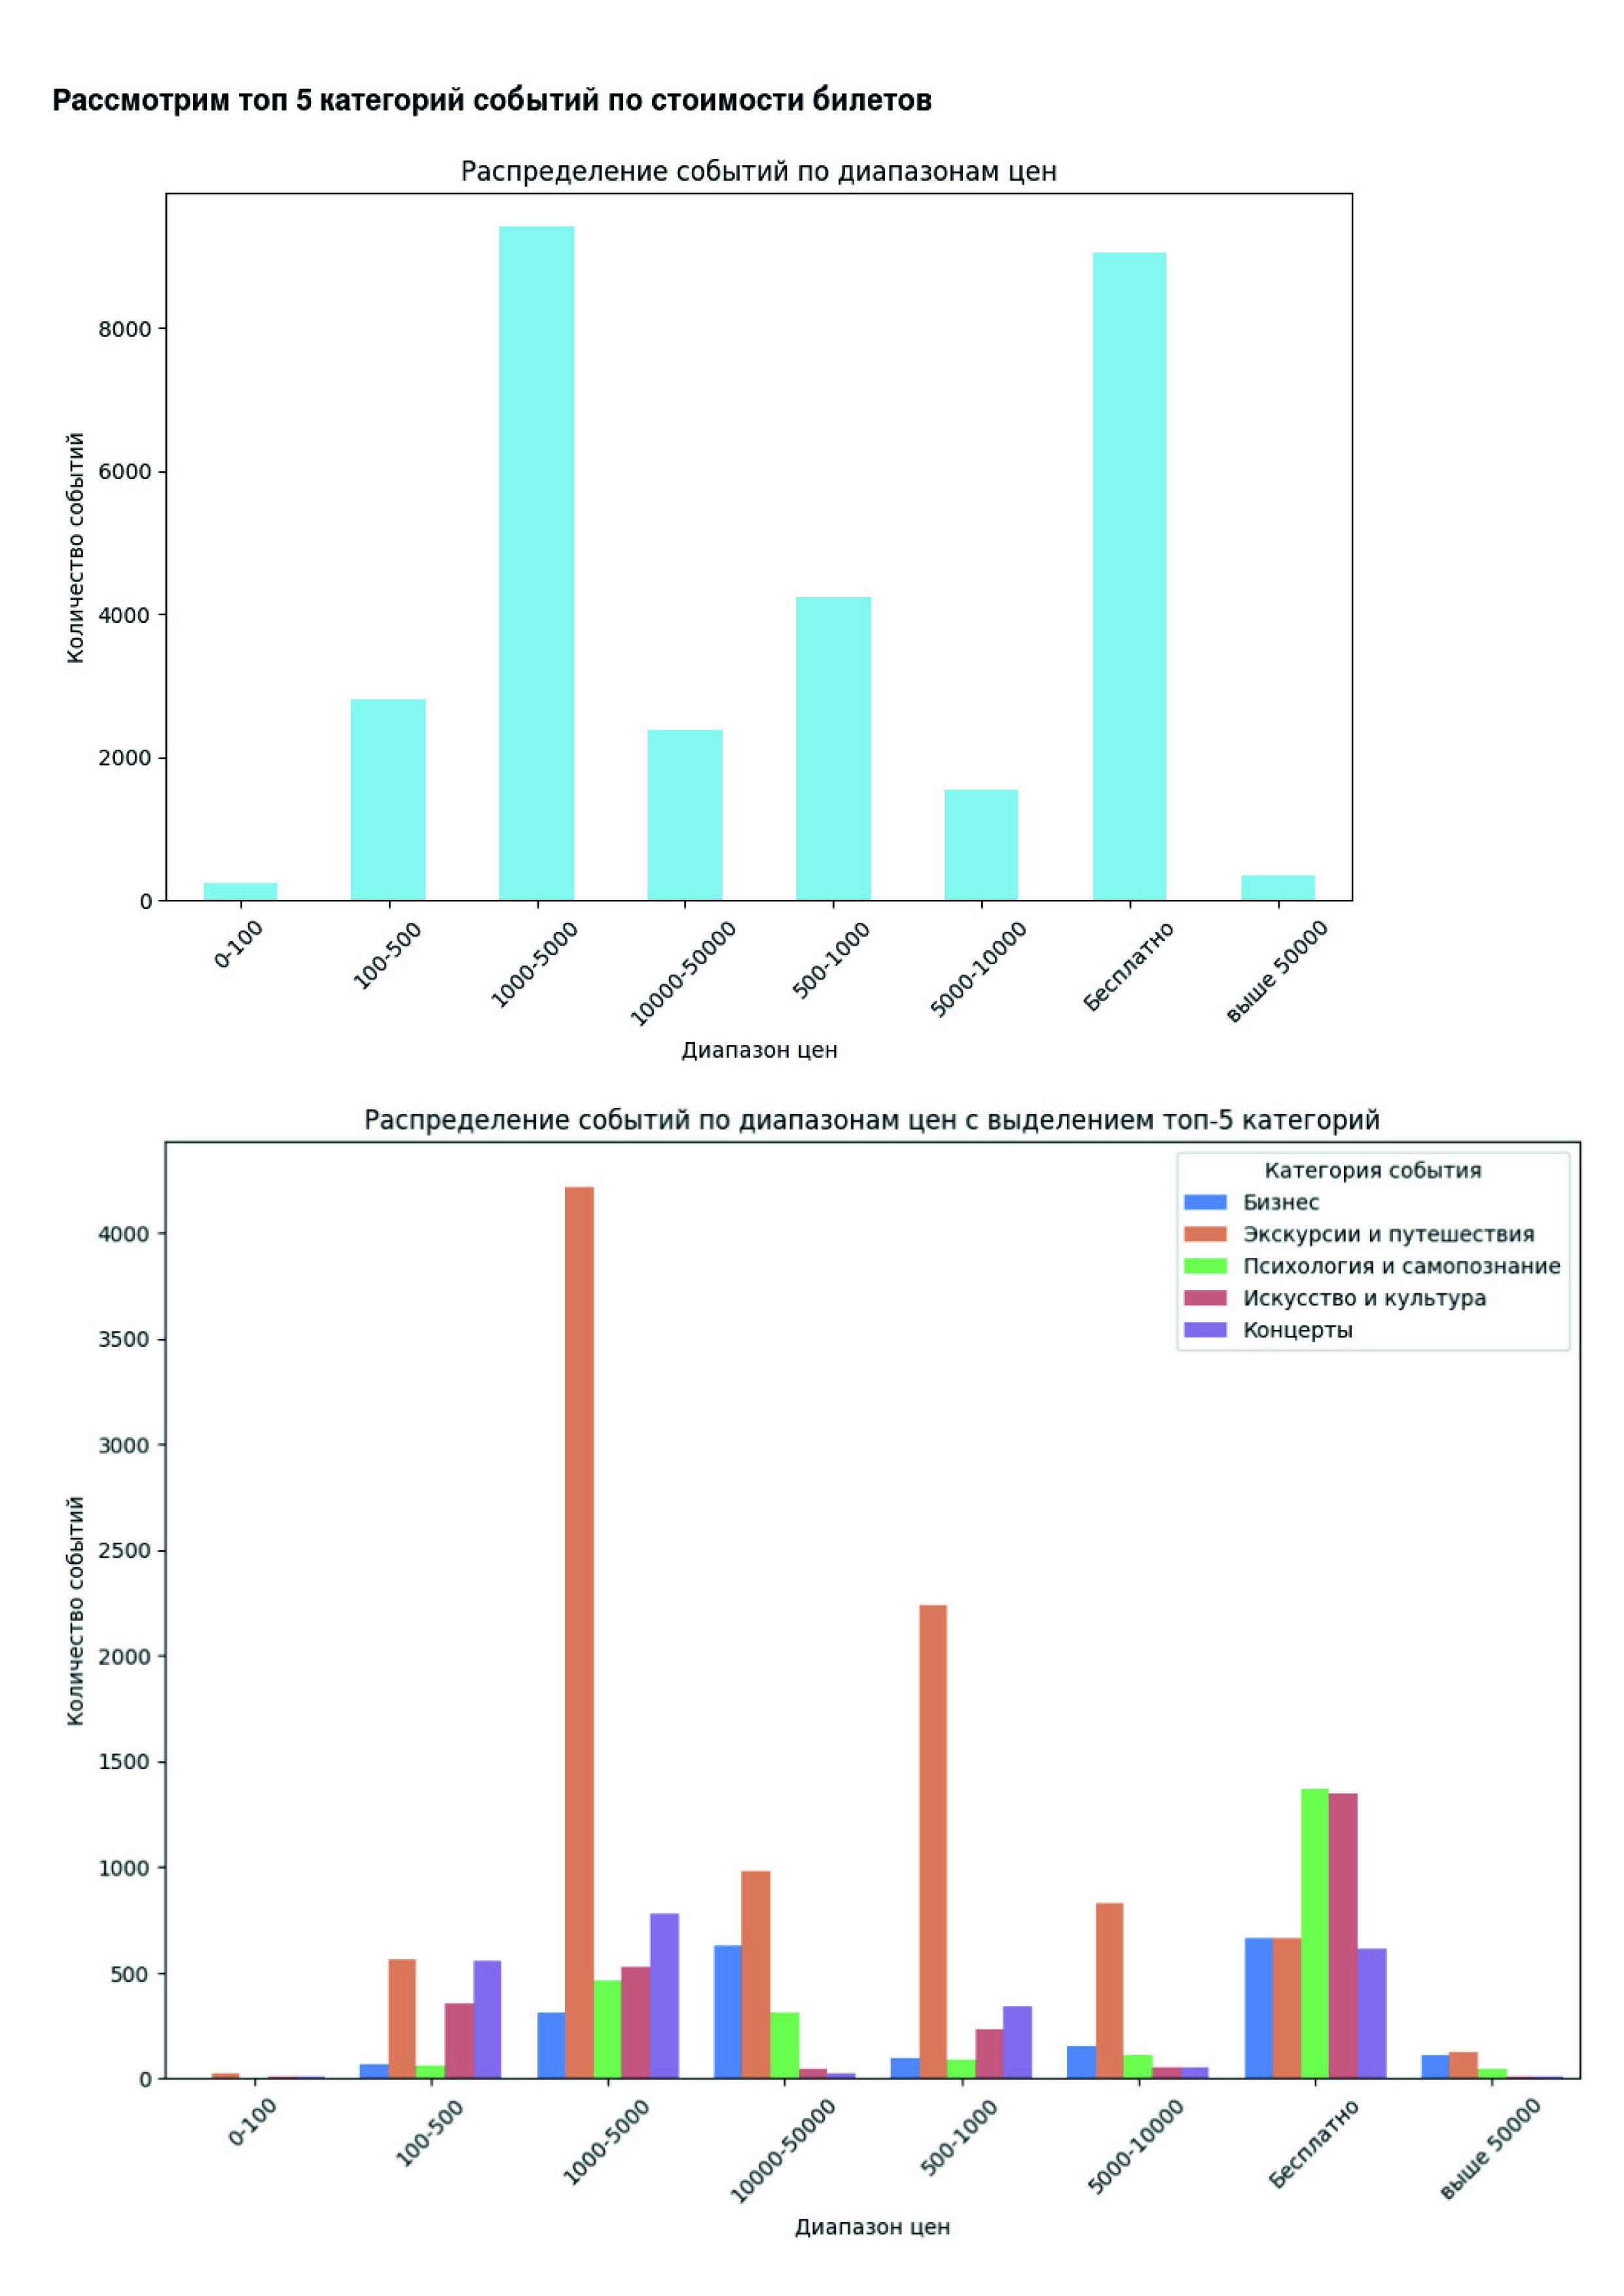 Рассмотрим топ 5 категорий событий по стоимости билетов
Распределение событий по диапазонам цен
Количество событий
8000
6000
4000
2000
0
0-100
100-500
1000-5000
10000-50000
500-1000
5000-10000
Бесплатно
выше 50000
Диапазон цен
Распределение событий по диапазонам цен с выделением топ-5 категорий
Категория события
Бизнес
Экскурсии и путешествия
Психология и самопознание
Искусство и культура
Концерты
Количество событий
4000
3500
3000
2500
2000
1500
1000
500
0
0-100
100-500
1000-5000
10000-50000
500-1000
5000-10000
Бесплатно
выше 50000
Диапазон цен